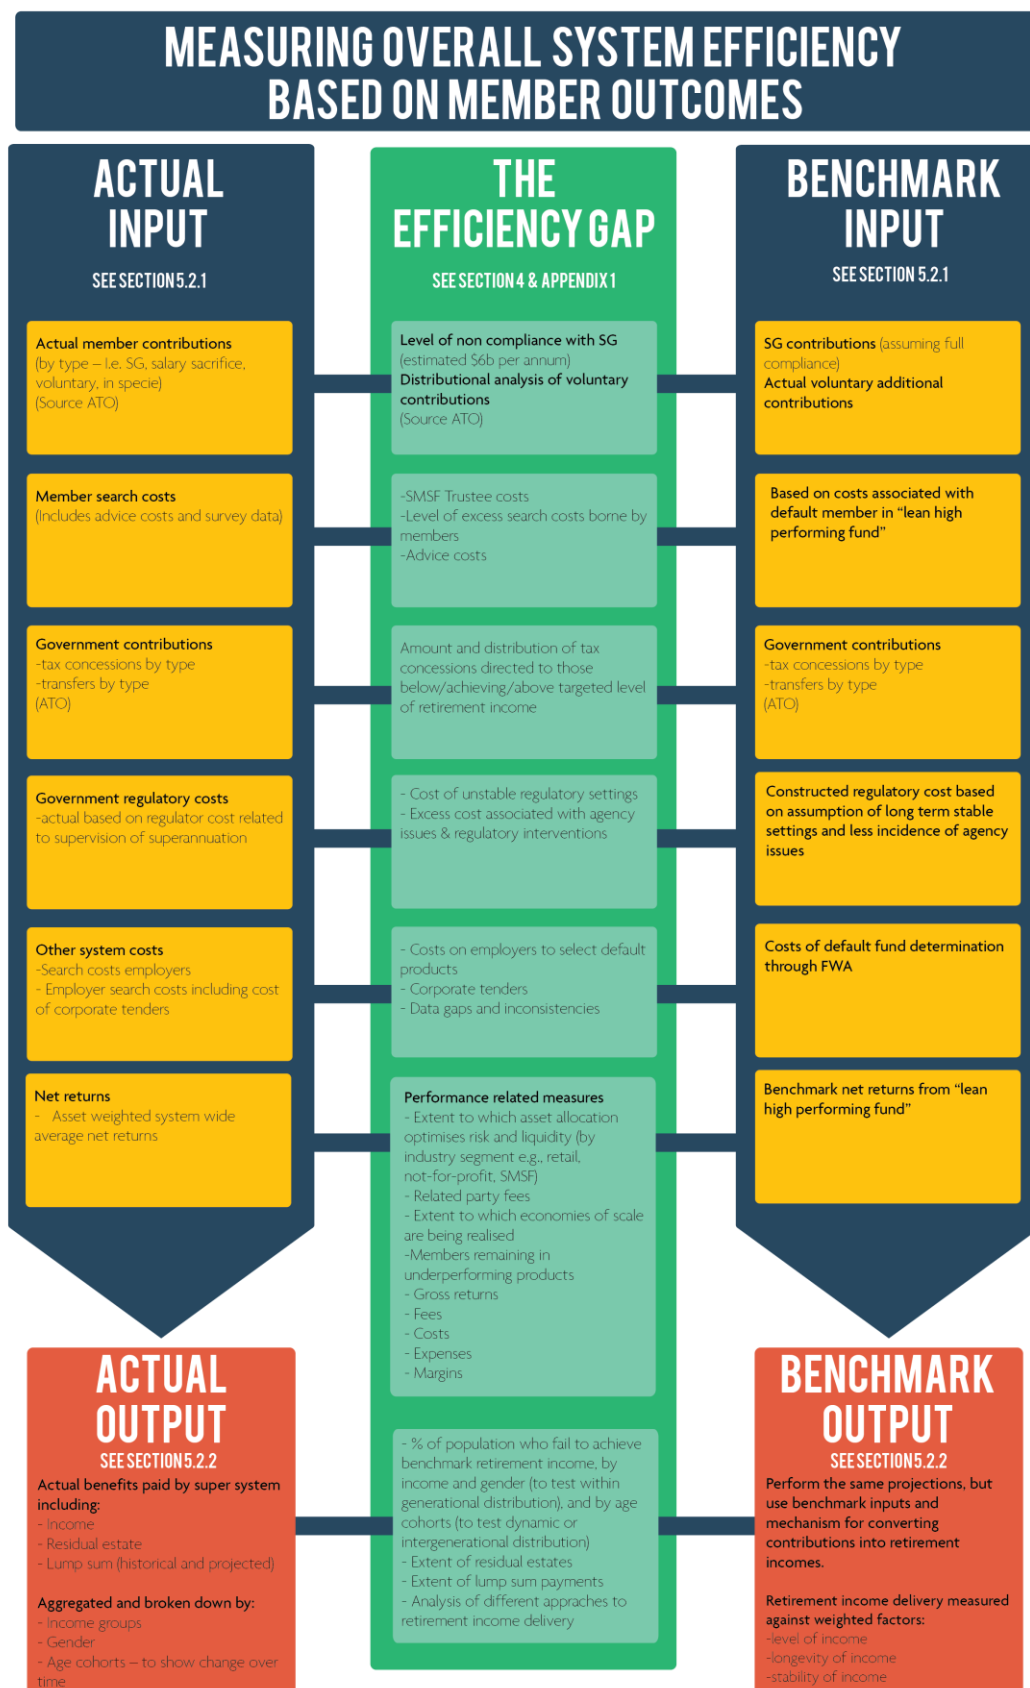 MEASURING OVERALL SYSTEM EFFICIENCY
BASED ON MEMBER OUTCOMES
ACTUAL
INPUT
SEE SECTION 5.2.1
Actual member contributions
(by type – I.e. SG, salary sacrifice,
voluntary, in specie)
(Source ATO)
Member search costs
(Includes advice costs and survey data)
Government contributions
-tax concessions by type
-transfers by type
(ATO)
Government regulatory costs
-actual based on regulator cost related
to supervision of superannuation
Other system costs
-Search costs employers
- Employer search costs including cost
of corporate tenders
Net returns
- Asset weighted system wide
average net returns
ACTUAL
OUTPUT
SEE SECTION 5.2.2
Actual benefits paid by super system
including:
- Income
- Residual estate
- Lump sum (historical and projected)
Aggregated and broken down by:
- Income groups
- Gender
- Age cohorts – to show change over
time
THE
EFFICIENCY GAP
SEE SECTION 4 & APPENDIX 1
Level of non compliance with SG
(estimated $6b per annum)
Distributional analysis of voluntary
contributions
(Source ATO)
-SMSF Trustee costs
-Level of excess search costs borne by
members
-Advice costs
Amount and distribution of tax
concessions directed to those
below/achieving/above targeted level
of retirement income
- Cost of unstable regulatory settings
- Excess cost associated with agency
issues & regulatory interventions
- Costs on employers to select default
products
- Corporate tenders
- Data gaps and inconsistencies
Performance related measures
- Extent to which asset allocation
optimises risk and liquidity (by
industry segment e.g., retail,
not-for-profit, SMSF)
- Related party fees
- Extent to which economies of scale
are being realised
-Members remaining in
underperforming products
- Gross returns
- Fees
- Costs
- Expenses
- Margins
- % of population who fail to achieve
benchmark retirement income, by
income and gender (to test within
generational distribution), and by age
cohorts (to test dynamic or
intergenerational distribution)
- Extent of residual estates
- Extent of lump sum payments
- Analysis of different appraches to
retirement income delivery
BENCHMARK
INPUT
SEE SECTION 5.2.1
SG contributions (assuming full
compliance)
Actual voluntary additional
contributions
Based on costs associated with
default member in “lean high
performing fund”
Government contributions
-tax concessions by type
-transfers by type
(ATO)
Constructed regulatory cost based
on assumption of long term stable
settings and less incidence of agency
issues
Costs of default fund determination
through FWA
Benchmark net returns from “lean
high performing fund”
BENCHMARK
OUTPUT
SEE SECTION 5.2.2
Perform the same projections, but
use benchmark inputs and
mechanism for converting
contributions into retirement
incomes.
Retirement income delivery measured
against weighted factors:
-level of income
-longevity of income
-stability of income